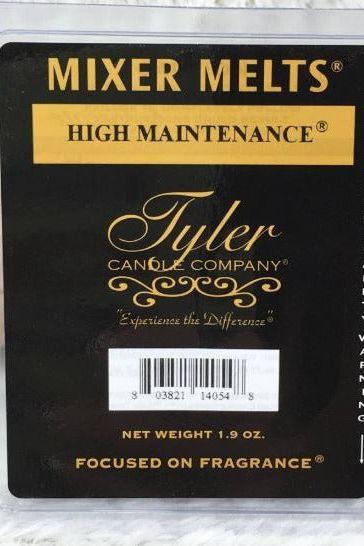 MIXER MELTS®
HIGH MAINTENANCE®
Tyler
CANDLE COMPANY®
"Experience the Difference"®
8 03821 14054 8
NET WEIGHT 1.9 OZ.
FOCUSED ON FRAGRANCE®
WARNING